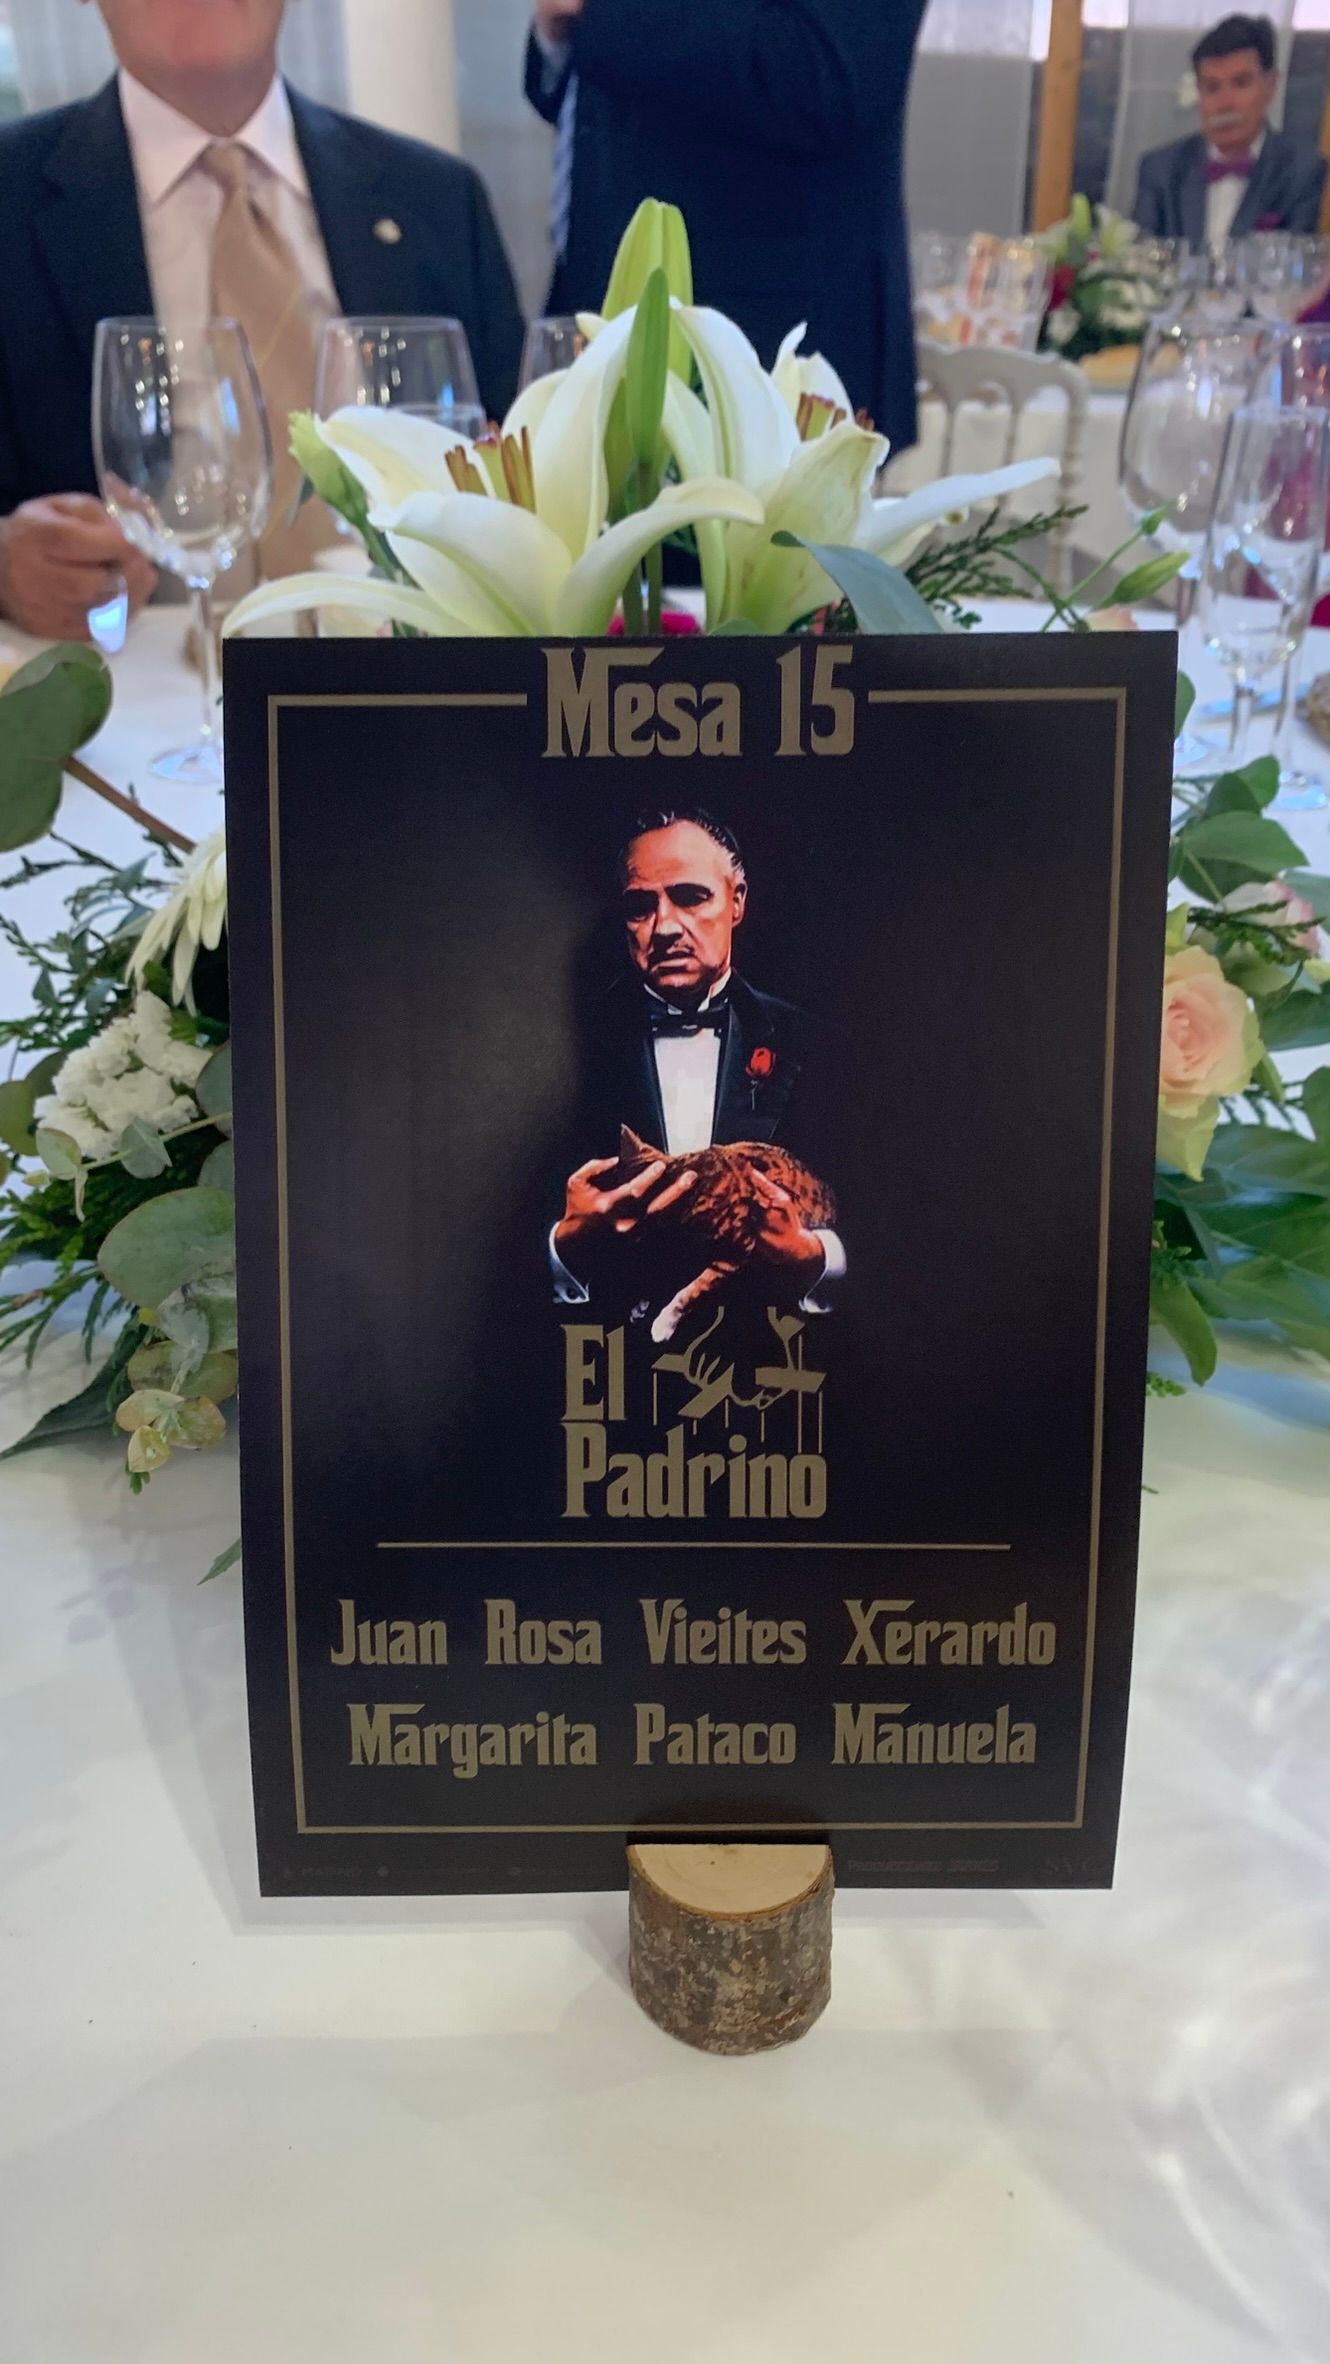 Mesa 15
El
Padrino
Juan Rosa Vieites Xerardo
Margarita Pataco Manuela